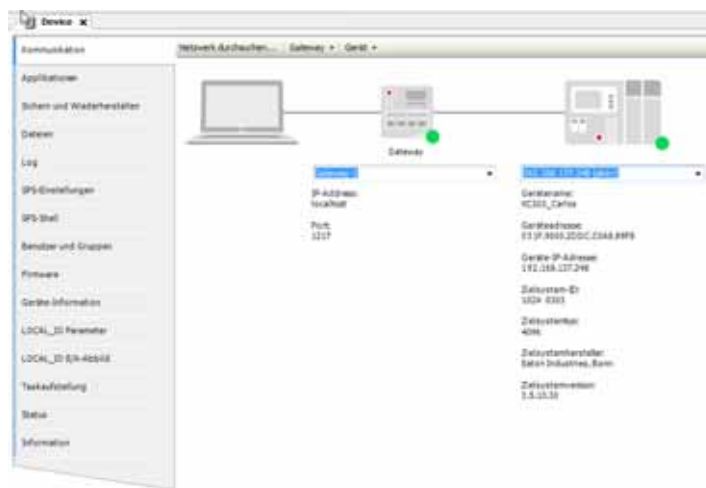 Device
Kommunikation
Netzwerk durchsuchen... Gateway Gerät
Applikationen
Sichern und Wiederherstellen
Dateien
Log
SPS-Einstellungen
SPS-Shell
Benutzer und Gruppen
Firmware
Geräte-Information
LOCAL_IO Parameter
LOCAL_IO E/A-Abbild
Taskaufstellung
Status
Information
Gateway
IP-Address:
localhost
Port:
1217
Gerätename:
XC303_Carlos
Geräteadresse:
Geräte-IP-Adresse:
192.168.137.248
Zielsystem-ID:
1024 0303
Zielsystemtyp:
4096
Zielsystemhersteller:
Eaton Industries, Bonn
Zielsystemversion:
3.5.10.30